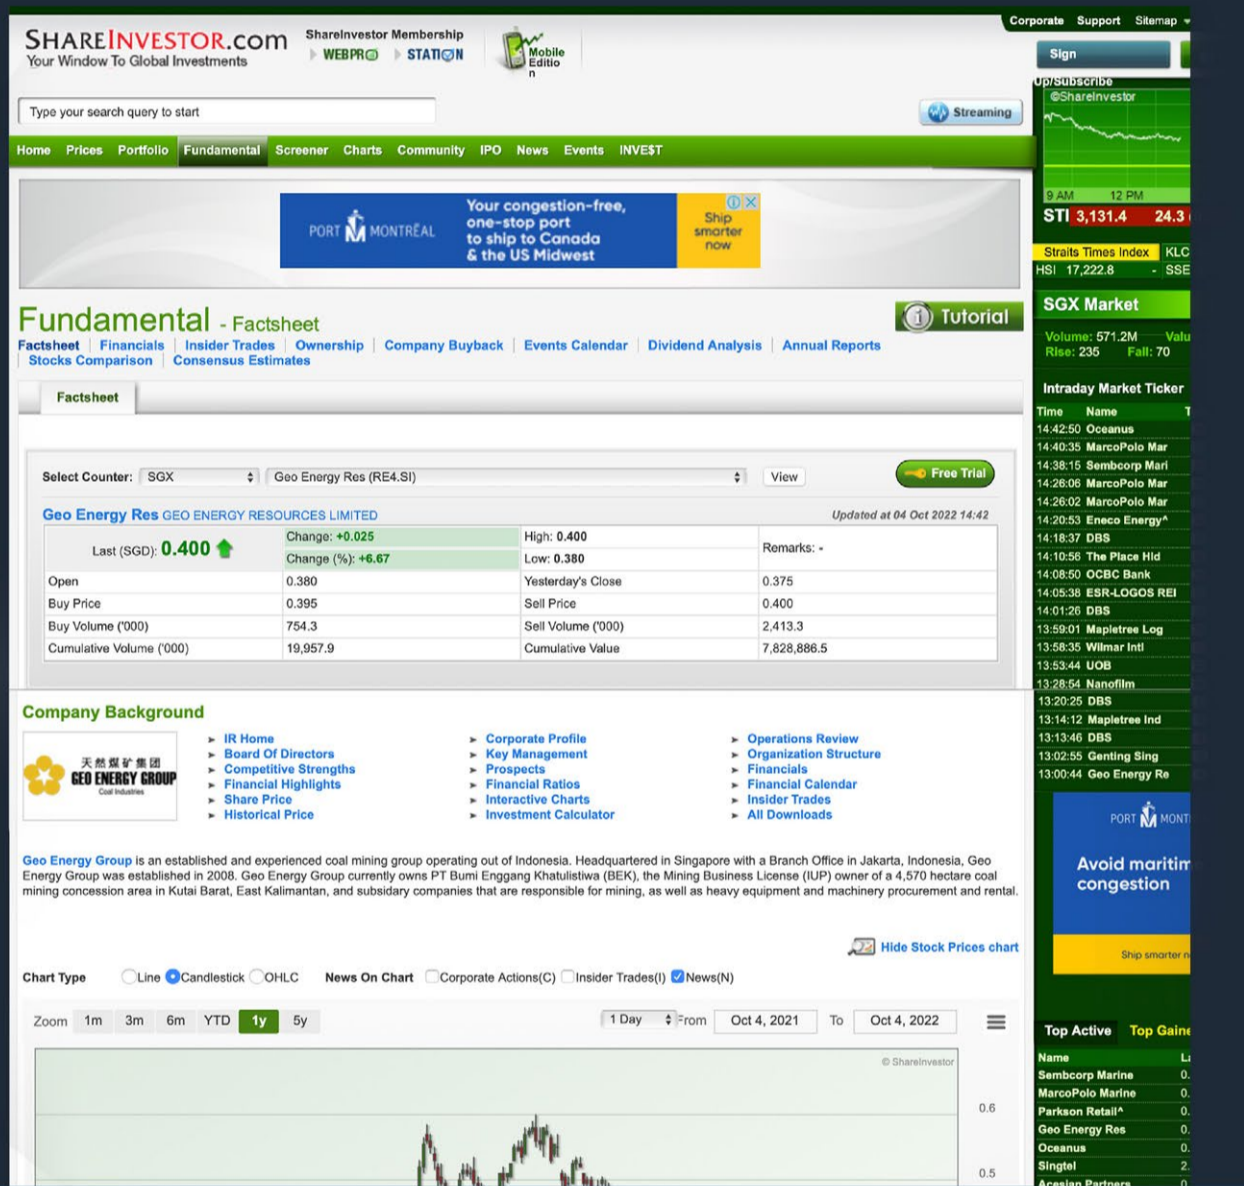 Corporate Support Sitemap
SHAREINVESTOR.com
Your Window To Global Investments
ShareInvestor Membership
WEBPRO STATION
Mobile
Editio
n
Sign
Up/Subscribe
Type your search query to start
Streaming
Home Prices Portfolio Fundamental Screener Charts Community IPO News Events INVE$T
©ShareInvestor
9 AM 12 PM
STI 3,131.4 24.3
Straits Times Index KLC
HSI 17,222.8 - SSE
PORT MONTRÉAL
Your congestion-free,
one-stop port
to ship to Canada
& the US Midwest
Ship
smarter
now
Fundamental - Factsheet
Tutorial
Factsheet Financials Insider Trades Ownership Company Buyback Events Calendar Dividend Analysis Annual Reports
Stocks Comparison Consensus Estimates
Factsheet
Select Counter: SGX Geo Energy Res (RE4.SI) View Free Trial
Geo Energy Res GEO ENERGY RESOURCES LIMITED Updated at 04 Oct 2022 14:42
Last (SGD): 0.400
Change: +0.025 High: 0.400
Change (%): +6.67 Low: 0.380
Remarks: -
Open 0.380 Yesterday's Close 0.375
Buy Price 0.395 Sell Price 0.400
Buy Volume ('000) 754.3 Sell Volume ('000) 2,413.3
Cumulative Volume ('000) 19,957.9 Cumulative Value 7,828,886.5
SGX Market
Volume: 571.2M Valu
Rise: 235 Fall: 70
Intraday Market Ticker
Time Name T
14:42:50 Oceanus
14:40:35 MarcoPolo Mar
14:38:15 Sembcorp Mari
14:26:06 MarcoPolo Mar
14:26:02 MarcoPolo Mar
14:20:53 Eneco Energy^
14:18:37 DBS
14:10:56 The Place Hld
14:08:50 OCBC Bank
14:05:38 ESR-LOGOS REI
14:01:26 DBS
13:59:01 Mapletree Log
13:58:35 Wilmar Intl
13:53:44 UOB
13:28:54 Nanofilm
13:20:25 DBS
13:14:12 Mapletree Ind
13:13:46 DBS
13:02:55 Genting Sing
13:00:44 Geo Energy Re
Company Background
天然煤矿集团
GEO ENERGY GROUP
Coal Industries
IR Home Corporate Profile Operations Review
Board Of Directors Key Management Organization Structure
Competitive Strengths Prospects Financials
Financial Highlights Financial Ratios Financial Calendar
Share Price Interactive Charts Insider Trades
Historical Price Investment Calculator All Downloads
Geo Energy Group is an established and experienced coal mining group operating out of Indonesia. Headquartered in Singapore with a Branch Office in Jakarta, Indonesia, Geo
Energy Group was established in 2008. Geo Energy Group currently owns PT Bumi Enggang Khatulistiwa (BEK), the Mining Business License (IUP) owner of a 4,570 hectare coal
mining concession area in Kutai Barat, East Kalimantan, and subsidary companies that are responsible for mining, as well as heavy equipment and machinery procurement and rental.
PORT MONT
Avoid maritim
congestion
Ship smarter n
Hide Stock Prices chart
Chart Type Line Candlestick OHLC News On Chart Corporate Actions(C) Insider Trades(I) News(N)
Zoom 1m 3m 6m YTD 1y 5y 1 Day From Oct 4, 2021 To Oct 4, 2022
© ShareInvestor
0.6
0.5
Top Active Top Gaine
Name La
Sembcorp Marine 0.
MarcoPolo Marine 0.
Parkson Retail^ 0.
Geo Energy Res 0.
Oceanus 0.
Singtel 2.
Acesian Partners 0.